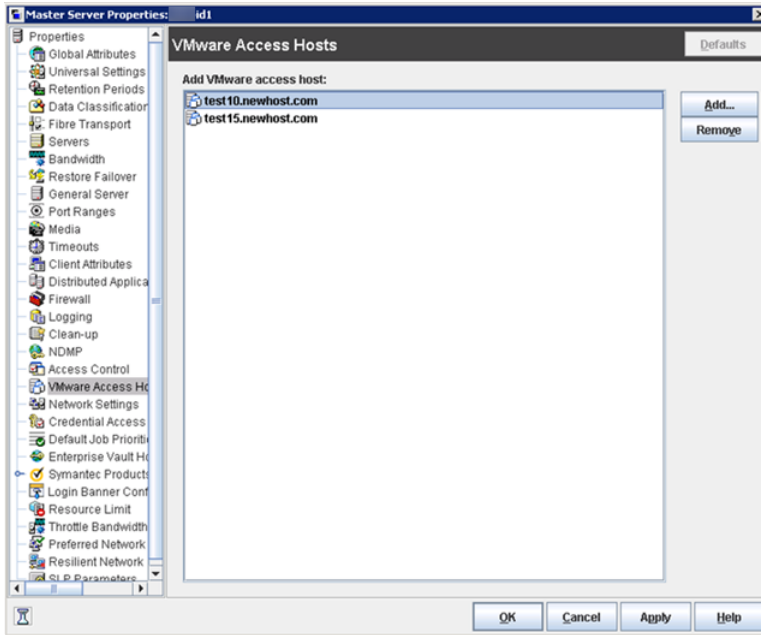 Master Server Properties: id1
Properties
Global Attributes
Universal Settings
Retention Periods
Data Classification
Fibre Transport
Servers
Bandwidth
Restore Failover
General Server
Port Ranges
Media
Timeouts
Client Attributes
Distributed Applica
Firewall
Logging
Clean-up
NDMP
Access Control
VMware Access Ho
Network Settings
Credential Access
Default Job Prioriti
Enterprise Vault Ho
Symantec Products
Login Banner Conf
Resource Limit
Throttle Bandwidth
Preferred Network
Resilient Network
SLP Parameters
VMware Access Hosts
Defaults
Add VMware access host:
test10.newhost.com
test15.newhost.com
Add...
Remove
OK
Cancel
Apply
Help